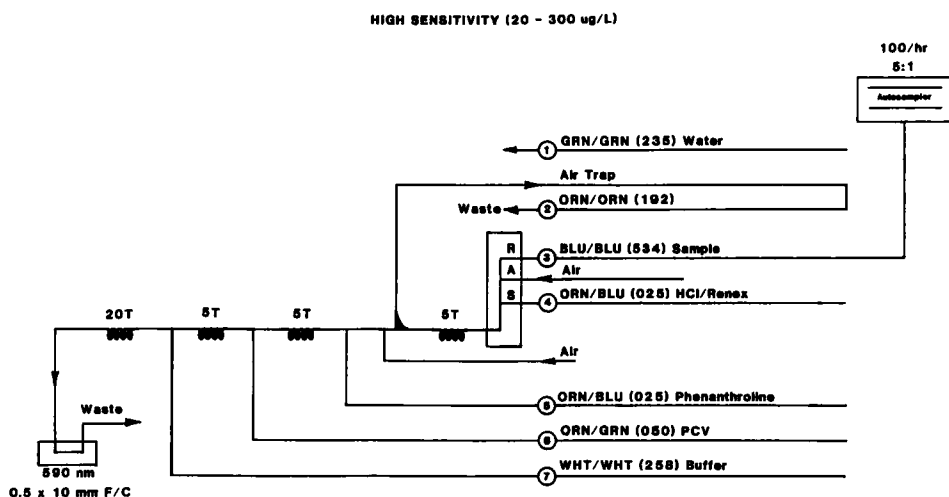 HIGH SENSITIVITY (20 - 300 ug/L)
100/hr
5:1
Autosampler
1 GRN/GRN (235) Water
Air Trap
Waste 2 ORN/ORN (192)
R 3 BLU/BLU (534) Sample
A Air
S 4 ORN/BLU (025) HCl/Renex
20T 5T 5T 5T
Air
5 ORN/BLU (025) Phenanthroline
Waste
6 ORN/GRN (050) PCV
590 nm
7 WHT/WHT (258) Buffer
0.5 x 10 mm F/C